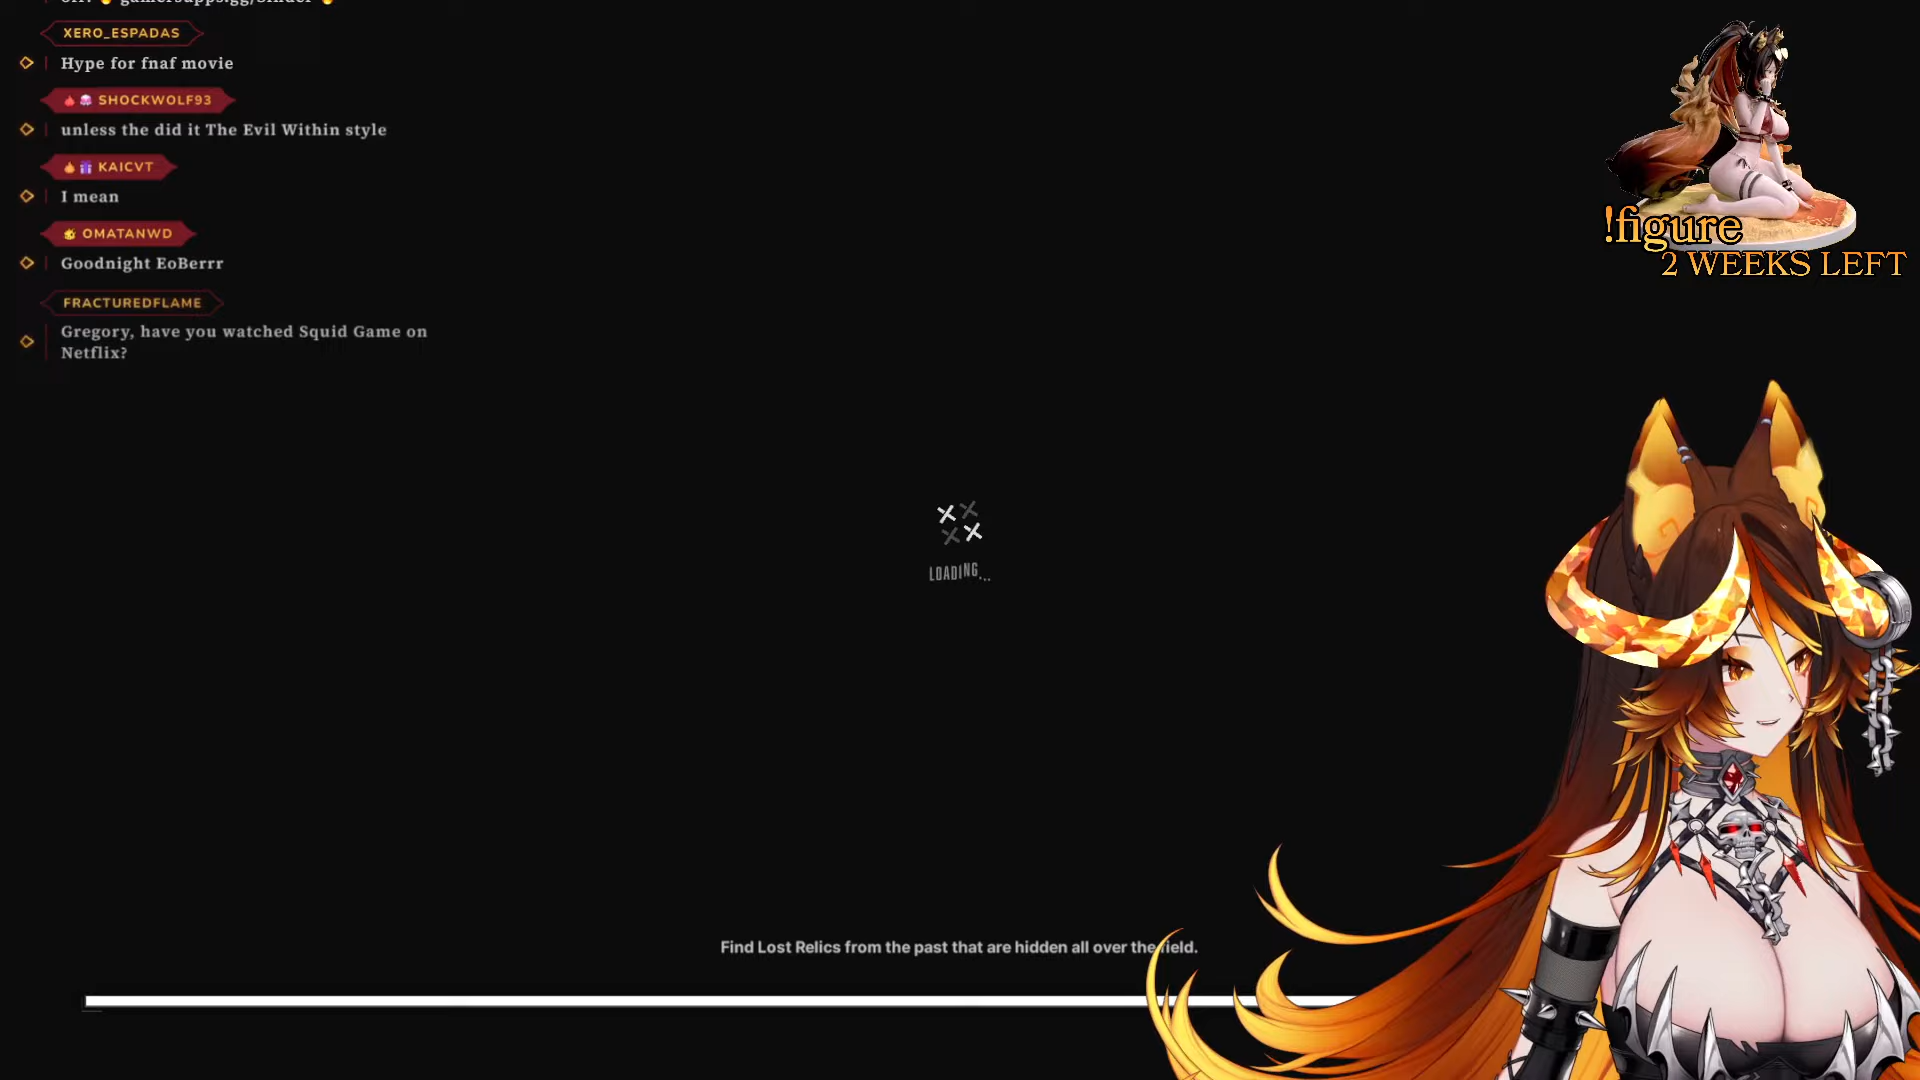 XERO_ESPADAS
Hype for fnaf movie
SHOCKWOLF93
unless the did it The Evil Within style
KAICVT
I mean
OMATANWD
Goodnight EoBerrr
FRACTUREDFLAME
Gregory, have you watched Squid Game on
Netflix?
!figure
2 WEEKS LEFT
LOADING...
Find Lost Relics from the past that are hidden all over the field.